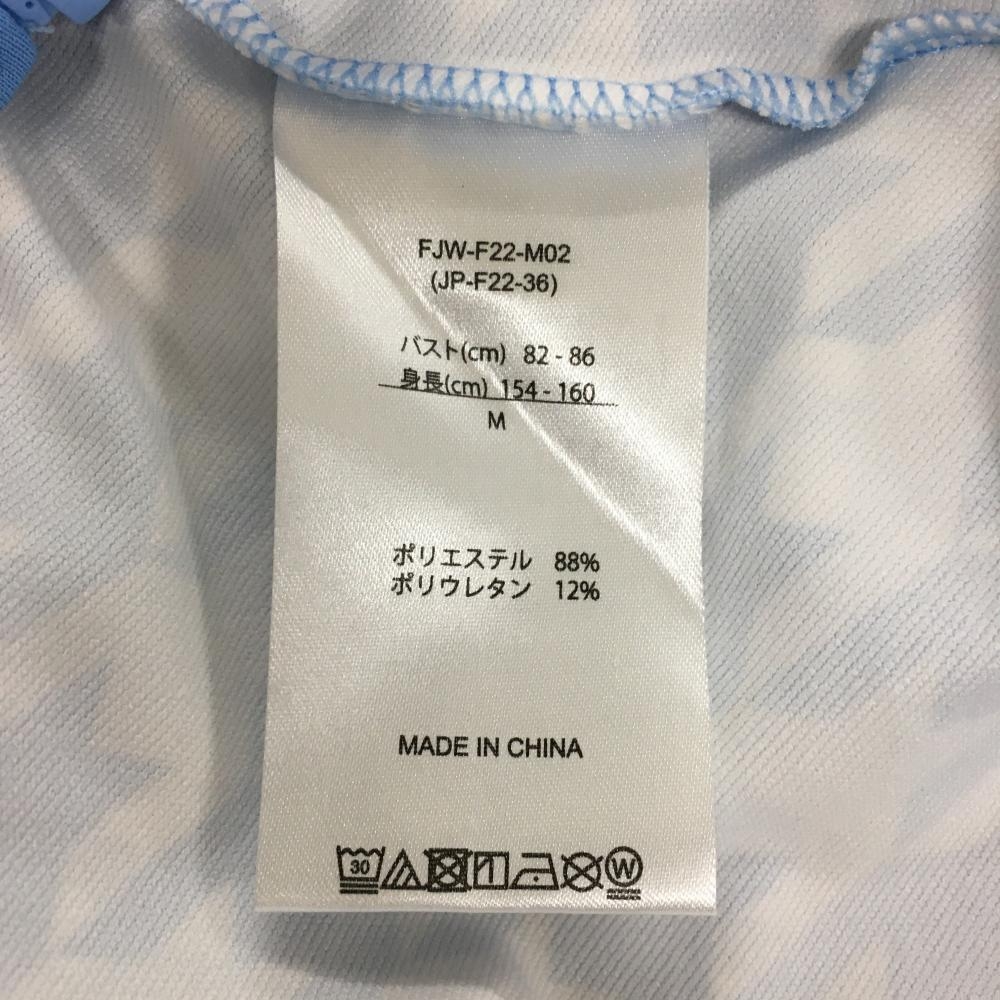 FJW-F22-M02
(JP-F22-36)
バスト(cm) 82 - 86
身長(cm) 154 - 160
M
ポリエステル 88%
ポリウレタン 12%
MADE IN CHINA
30 W